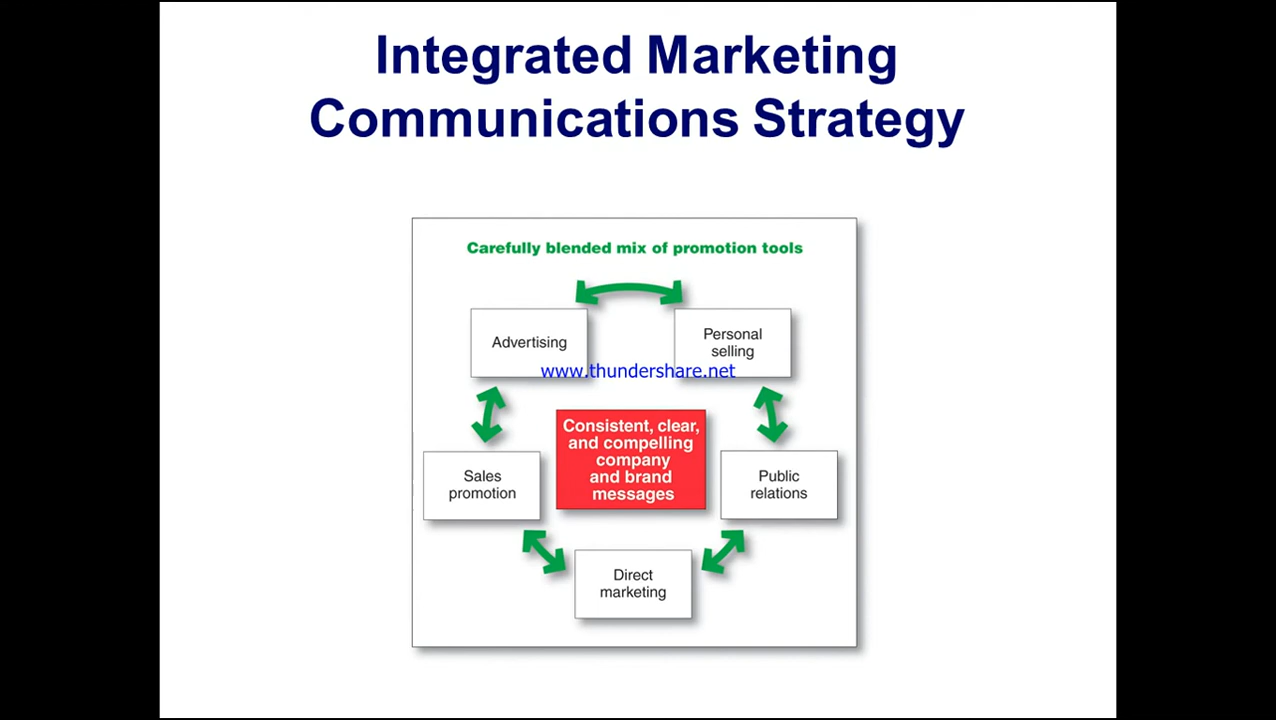 Integrated Marketing
Communications Strategy
Carefully blended mix of promotion tools
Advertising
Personal
selling
www.thundershare.net
Consistent, clear,
and compelling
company
and brand
messages
Sales
promotion
Public
relations
Direct
marketing